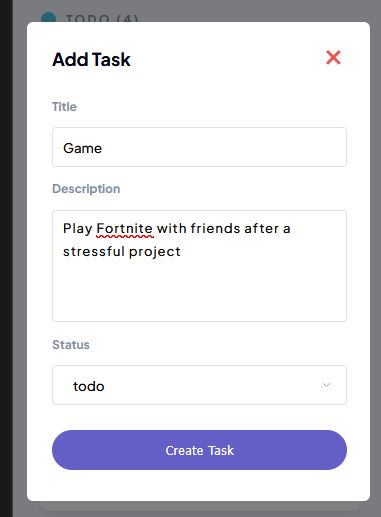 TODO (4)
Add Task
Title
Game
Description
Play Fortnite with friends after a
stressful project
Status
todo
Create Task